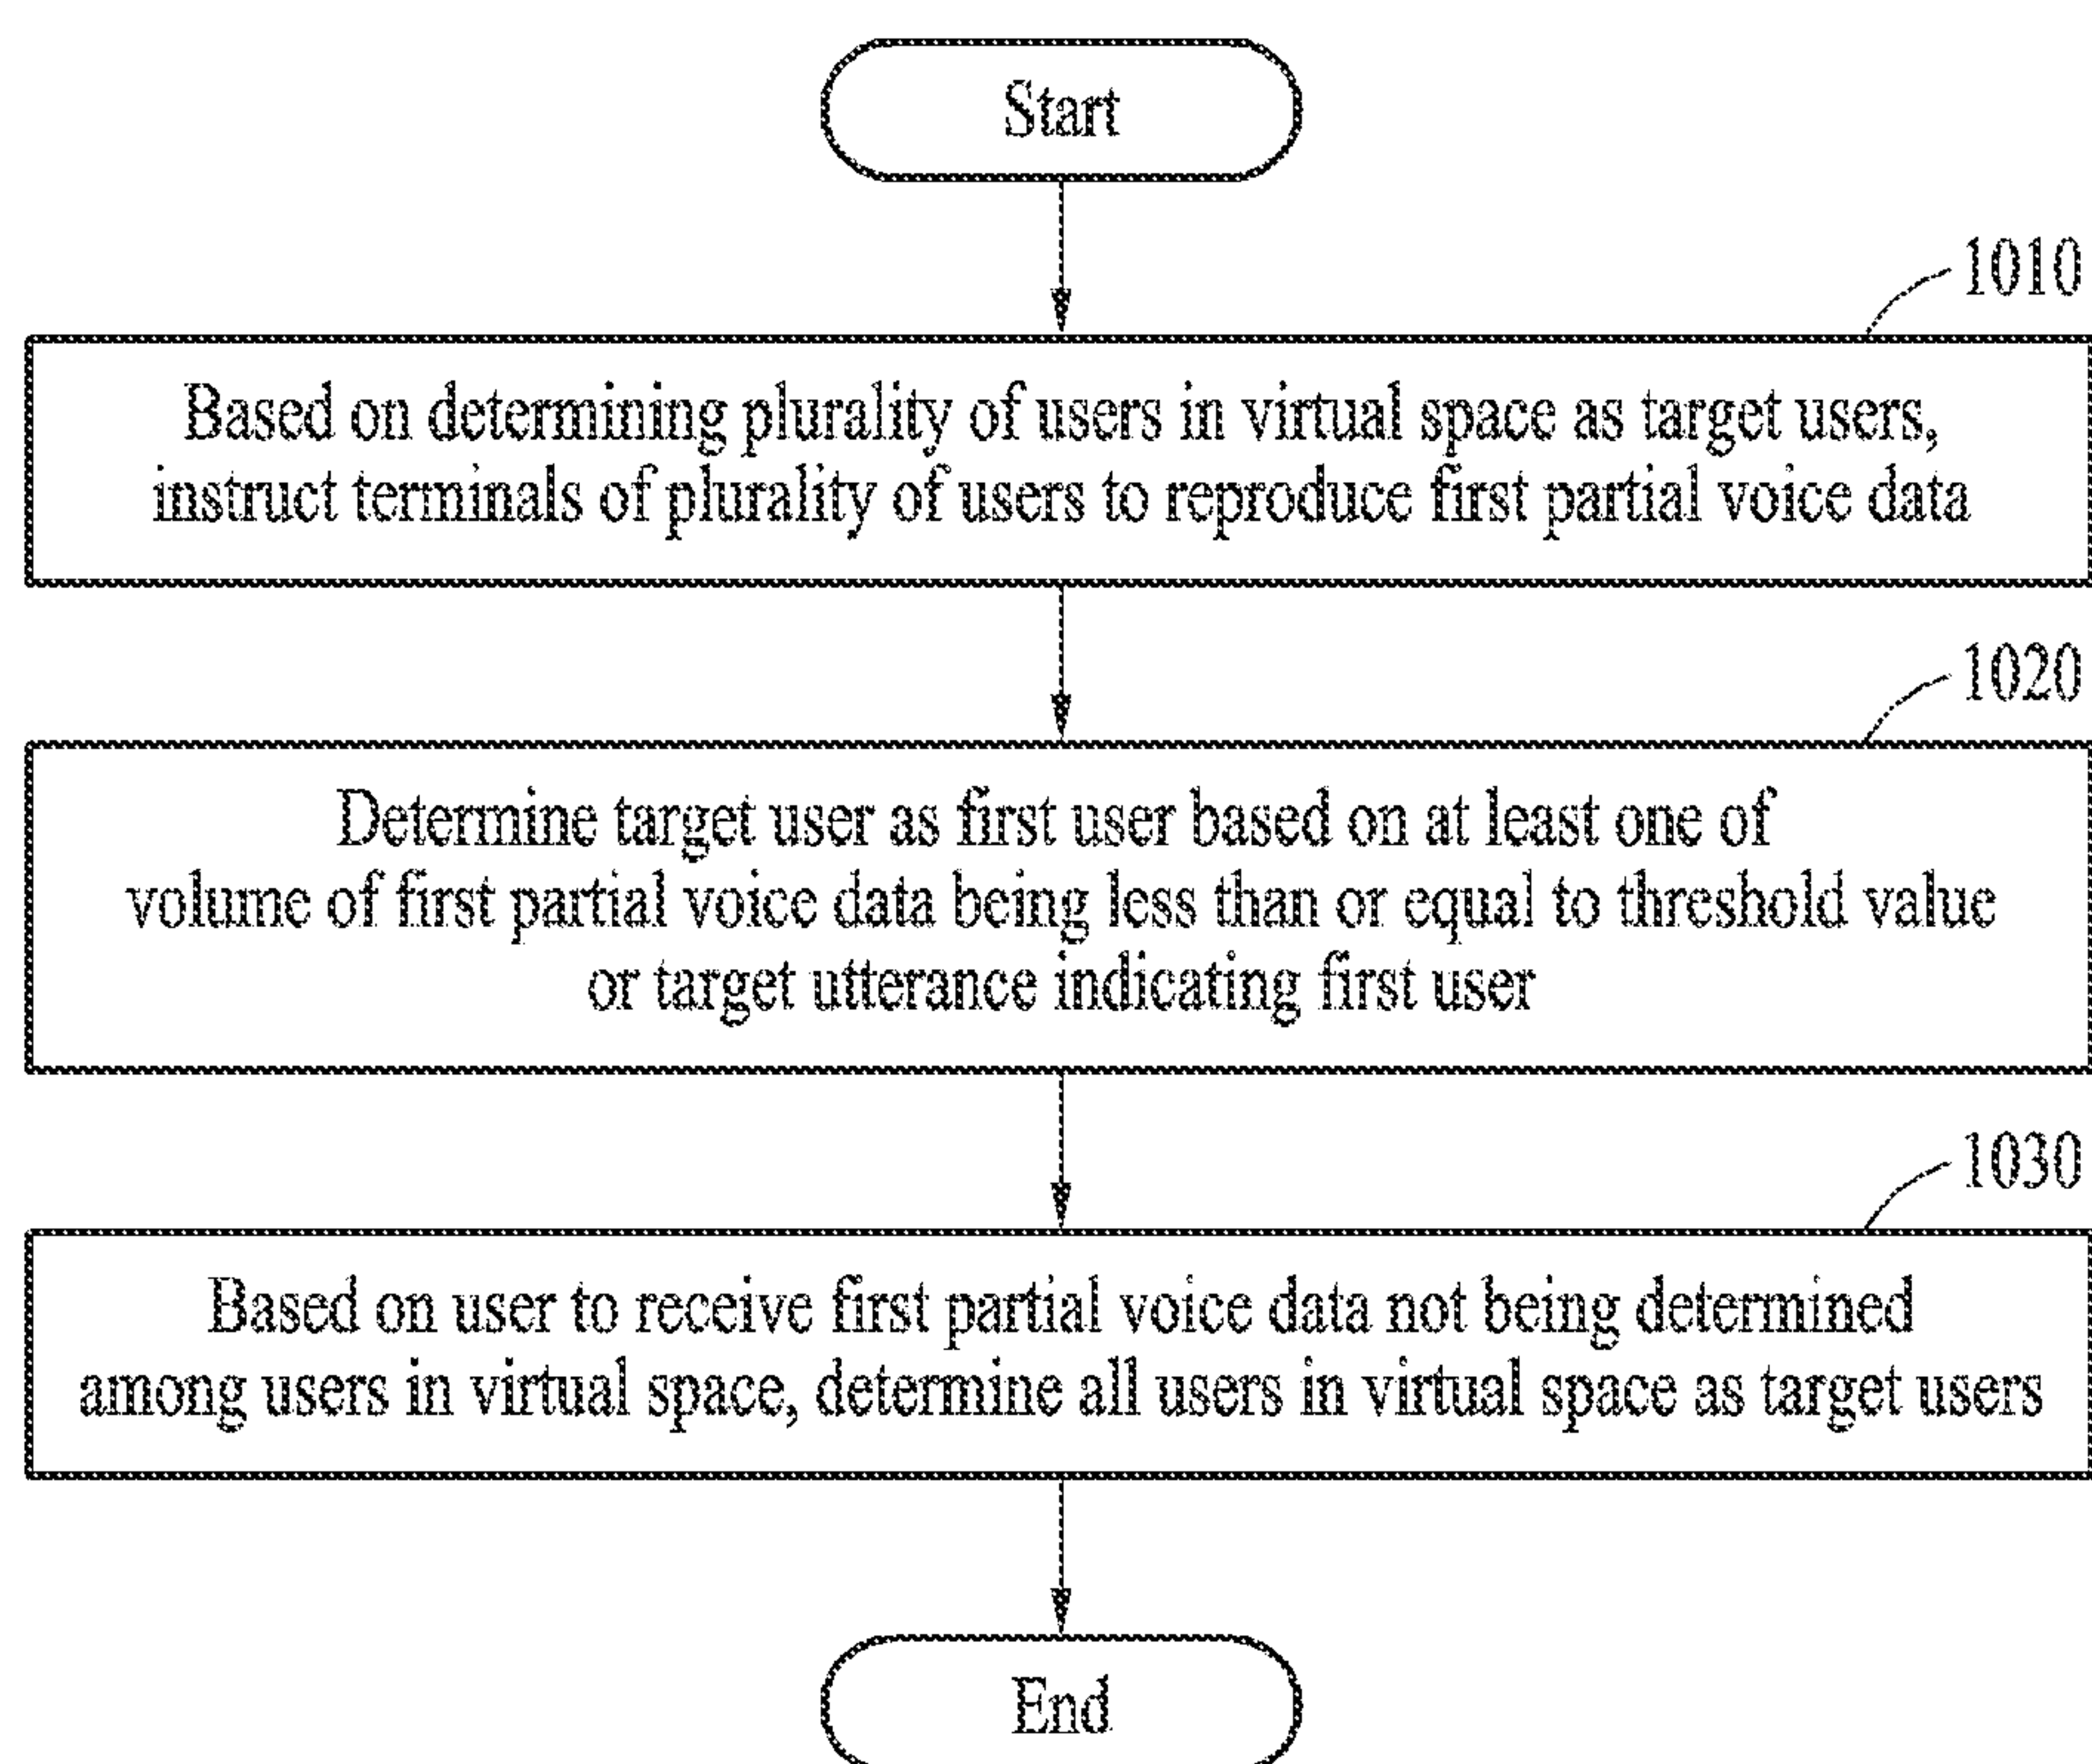 Start
1010
Based on determining plurality of users in virtual space as target users,
instruct terminals of plurality of users to reproduce first partial voice data
1020
Determine target user as first user based on at least one of
volume of first partial voice data being less than or equal to threshold value
or target utterance indicating first user
1030
Based on user to receive first partial voice data not being determined
among users in virtual space, determine all users in virtual space as target users
End